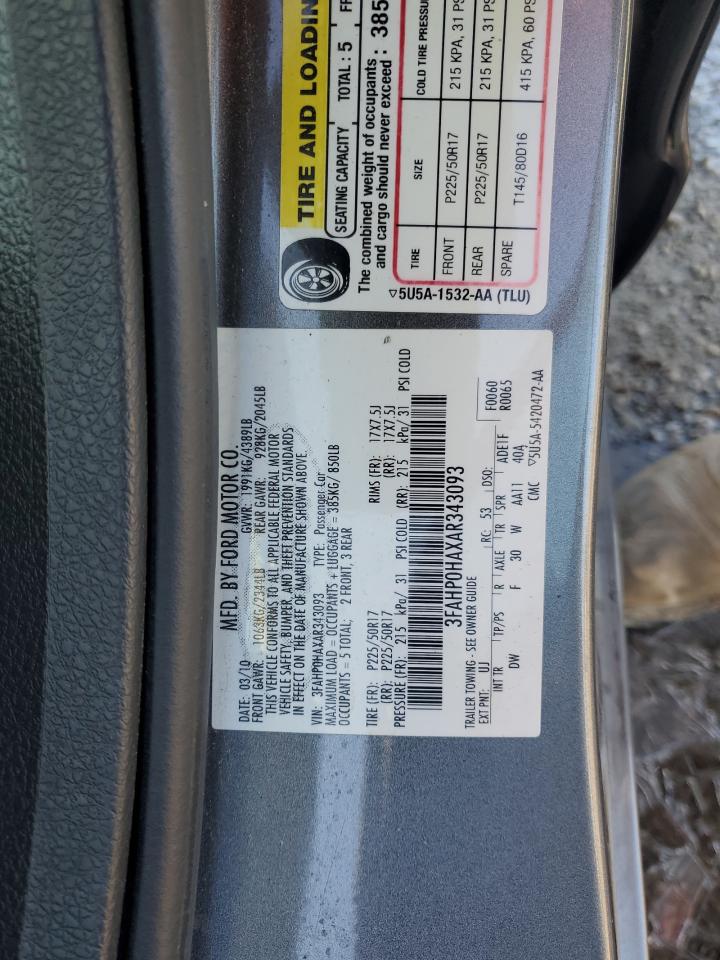 MFD. BY FORD MOTOR CO.
DATE: 03/10 GVWR: 1991KG/4389LB
FRONT GAWR: 1063KG/2344LB REAR GAWR: 928KG/2045LB
THIS VEHICLE CONFORMS TO ALL APPLICABLE FEDERAL MOTOR
VEHICLE SAFETY, BUMPER, AND THEFT PREVENTION STANDARDS
IN EFFECT ON THE DATE OF MANUFACTURE SHOWN ABOVE.
VIN: 3FAHP0HAXAR343093 TYPE: Passenger Car
MAXIMUM LOAD = OCCUPANTS + LUGGAGE = 385KG/ 850LB
OCCUPANTS = 5 TOTAL; 2 FRONT, 3 REAR
TIRE (FR): P225/50R17 RIMS (FR): 17X7.5J
(RR): P225/50R17 (RR): 17X7.5J
PRESSURE (FR): 215 kPa/ 31 PSI COLD (RR): 215 kPa/ 31 PSI COLD
3FAHP0HAXAR343093
TRAILER TOWING - SEE OWNER GUIDE F0060
EXT PNT: UJ RC: 53 DSO: R0065
INT TR TP/PS R AXLE TR SPR ADE1F
DW F 30 W AA11 40A
CMC ▽5U5A-5420472-AA
TIRE AND LOADIN
SEATING CAPACITY TOTAL : 5 FR
The combined weight of occupants
and cargo should never exceed : 385
TIRE SIZE COLD TIRE PRESSU
FRONT P225/50R17 215 KPA, 31 PS
REAR P225/50R17 215 KPA, 31 PS
SPARE T145/80D16 415 KPA, 60 PS
▽5U5A-1532-AA (TLU)